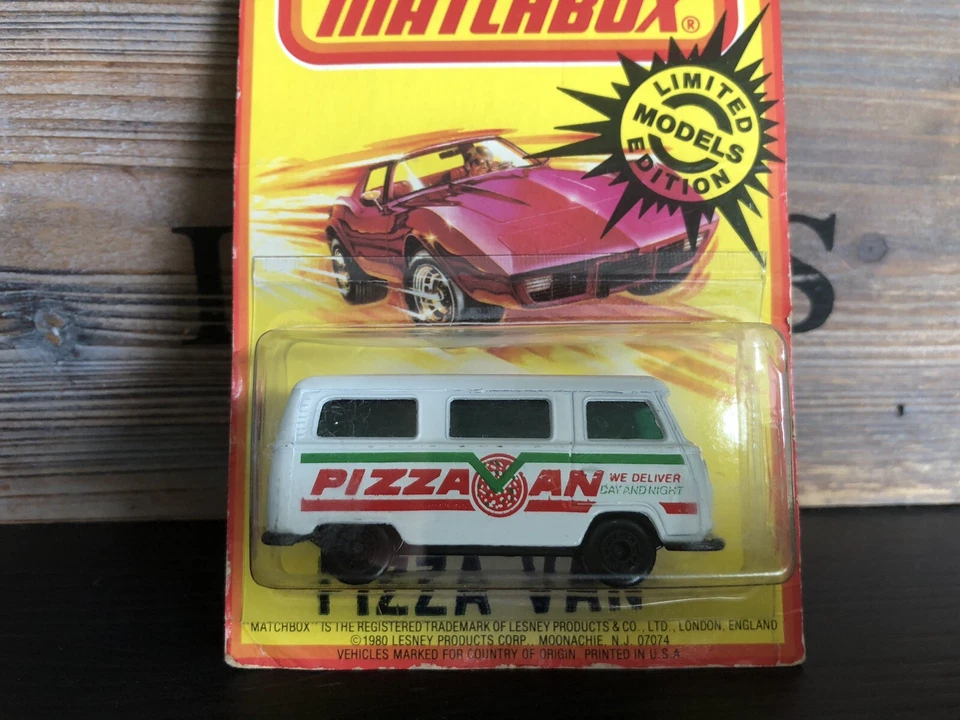 MATCHBOX®
LIMITED
MODELS
EDITION
PIZZA VAN
WE DELIVER
DAY AND NIGHT
PIZZA VAN
MATCHBOX™ IS THE REGISTERED TRADEMARK OF LESNEY PRODUCTS & CO., LTD., LONDON, ENGLAND
©1980 LESNEY PRODUCTS CORP., MOONACHIE, N.J. 07074
VEHICLES MARKED FOR COUNTRY OF ORIGIN. PRINTED IN U.S.A.